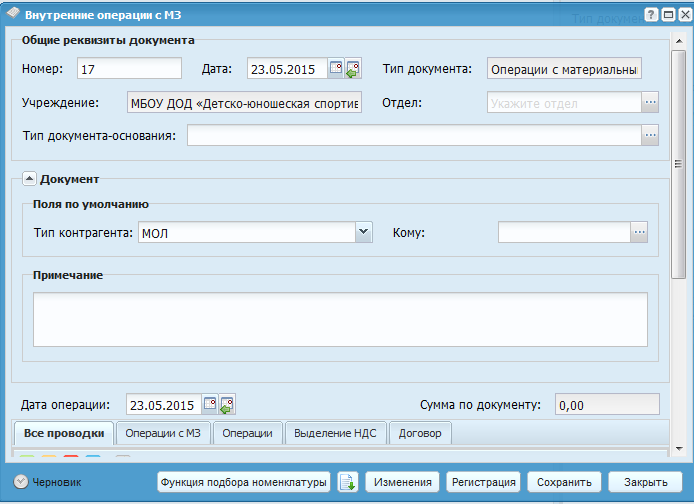 Внутренние операции с МЗ
Общие реквизиты документа
Номер: 17 Дата: 23.05.2015 Тип документа: Операции с материальны
Учреждение: МБОУ ДОД «Детско-юношеская спортив Отдел: Укажите отдел
Тип документа-основания:
Документ
Поля по умолчанию
Тип контрагента: МОЛ Кому:
Примечание
Дата операции: 23.05.2015 Сумма по документу: 0,00
Все проводки Операции с МЗ Операции Выделение НДС Договор
Черновик Функция подбора номенклатуры Изменения Регистрация Сохранить Закрыть